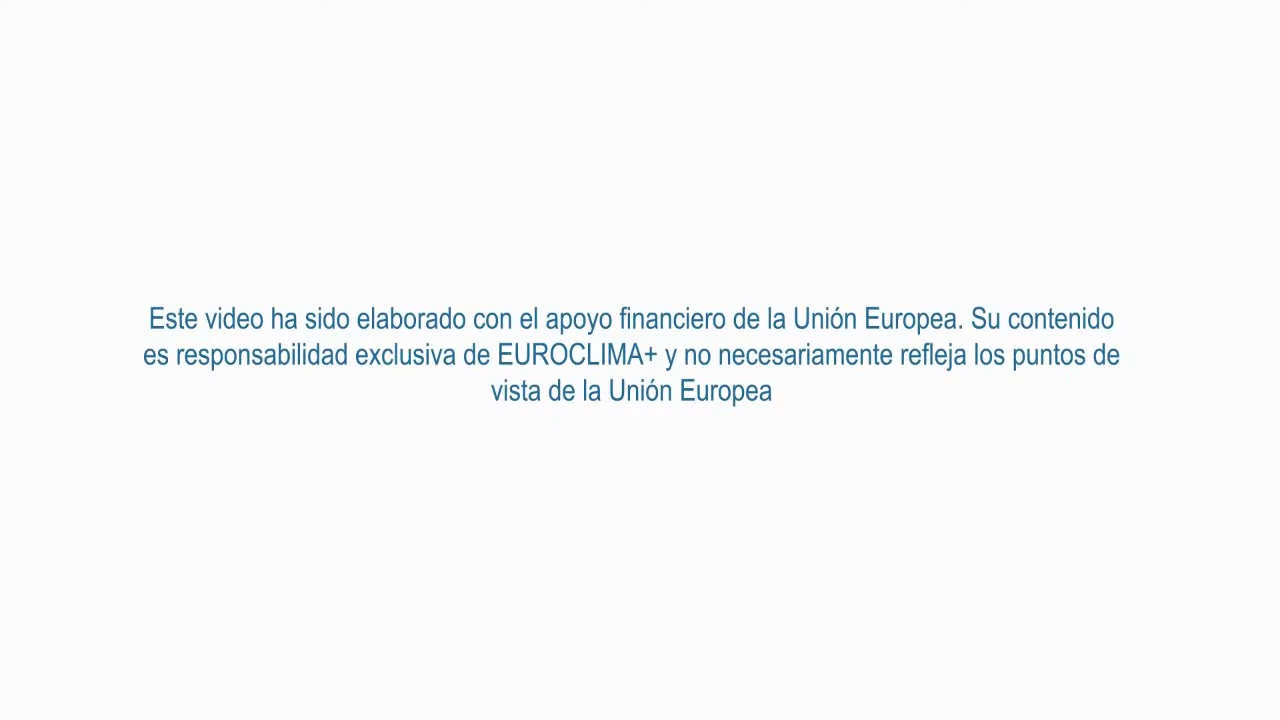 Este video ha sido elaborado con el apoyo financiero de la Unión Europea. Su contenido
es responsabilidad exclusiva de EUROCLIMA+ y no necesariamente refleja los puntos de
vista de la Unión Europea